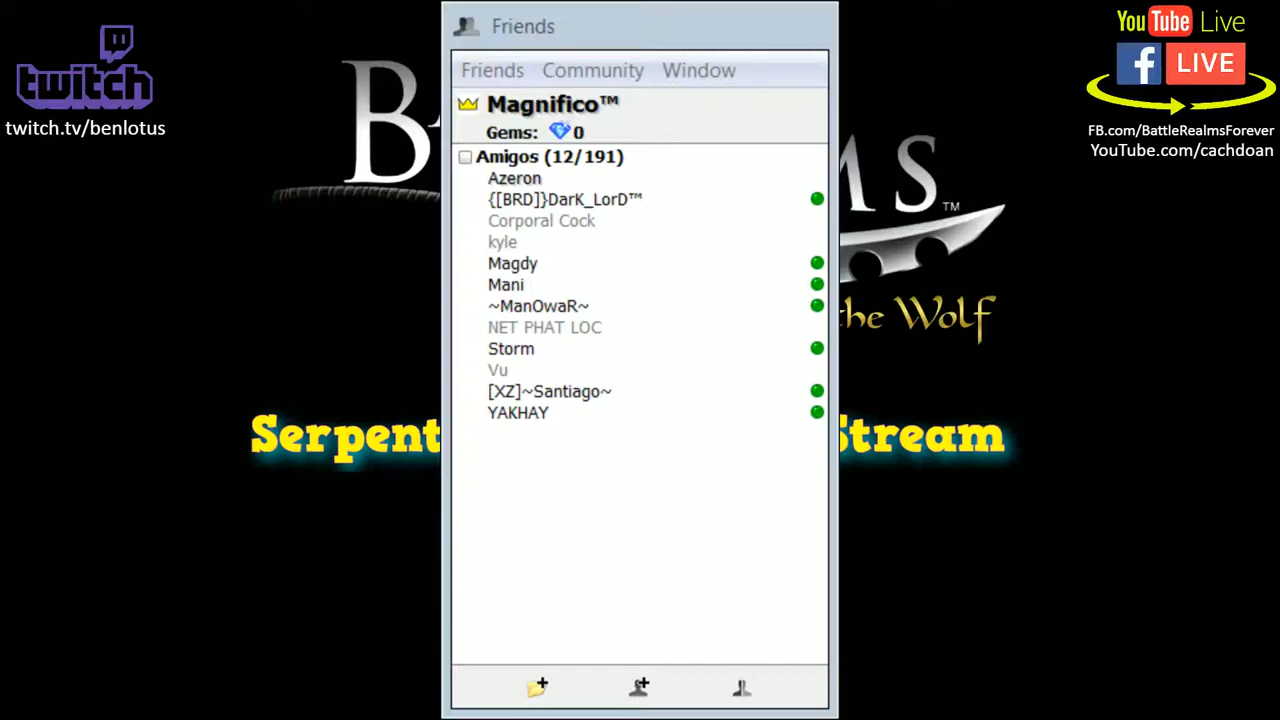 twitch
twitch.tv/benlotus
Friends
Friends Community Window
Magnifico™
Gems: 0
Amigos (12/191)
Azeron
{[BRD]}DarK_LorD™
Corporal Cock
kyle
Magdy
Mani
~ManOwaR~
NET PHAT LOC
Storm
Vu
[XZ]~Santiago~
YAKHAY
B
MS™
the Wolf
Serpent
Stream
YouTube Live
f LIVE
FB.com/BattleRealmsForever
YouTube.com/cachdoan